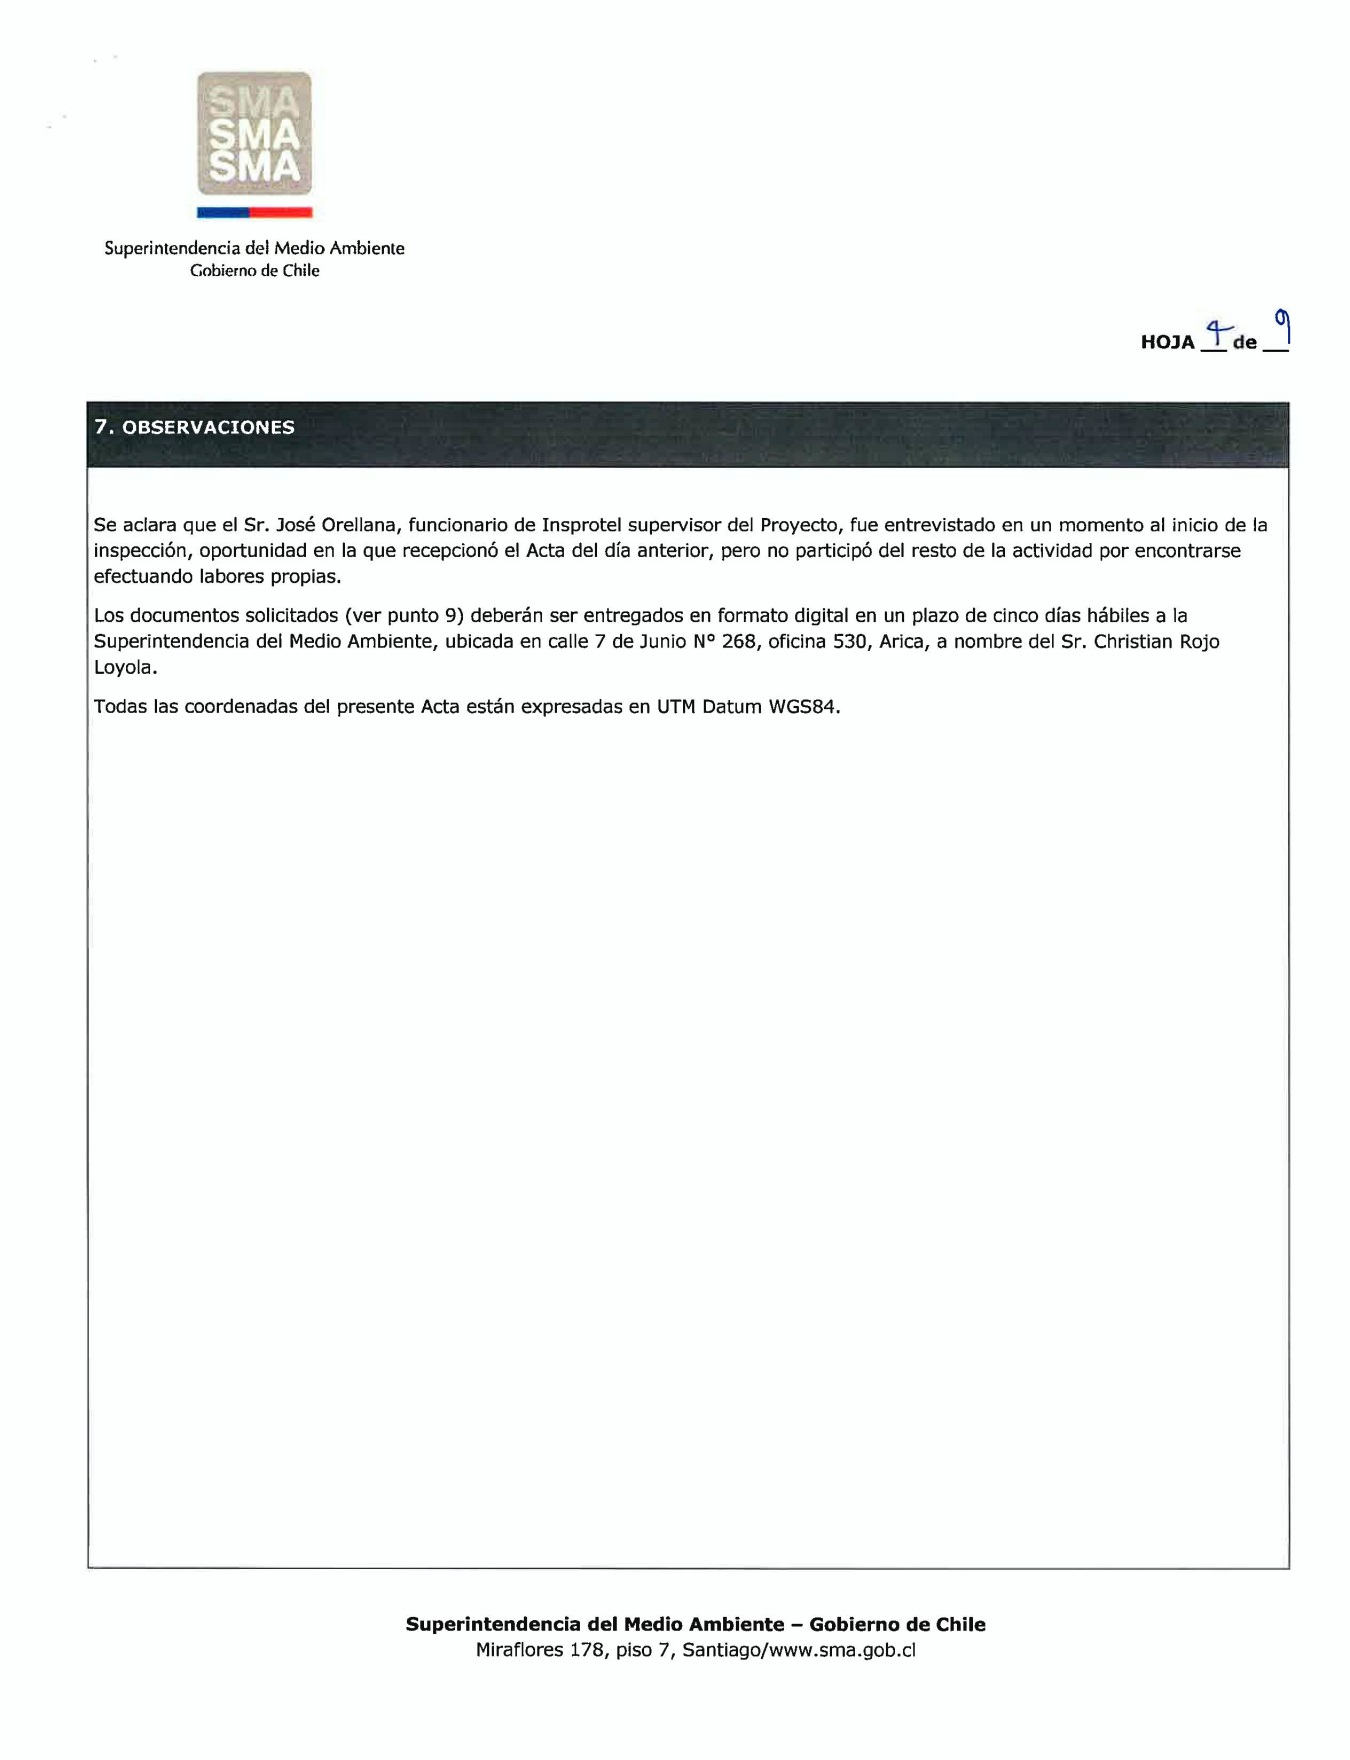 SMA
SMA
SMA
Superintendencia del Medio Ambiente
Gobierno de Chile
HOJA 4 de 9
7. OBSERVACIONES
Se aclara que el Sr. José Orellana, funcionario de Insprotel supervisor del Proyecto, fue entrevistado en un momento al inicio de la
inspección, oportunidad en la que recepcionó el Acta del día anterior, pero no participó del resto de la actividad por encontrarse
efectuando labores propias.
Los documentos solicitados (ver punto 9) deberán ser entregados en formato digital en un plazo de cinco días hábiles a la
Superintendencia del Medio Ambiente, ubicada en calle 7 de Junio N° 268, oficina 530, Arica, a nombre del Sr. Christian Rojo
Loyola.
Todas las coordenadas del presente Acta están expresadas en UTM Datum WGS84.
Superintendencia del Medio Ambiente – Gobierno de Chile
Miraflores 178, piso 7, Santiago/www.sma.gob.cl